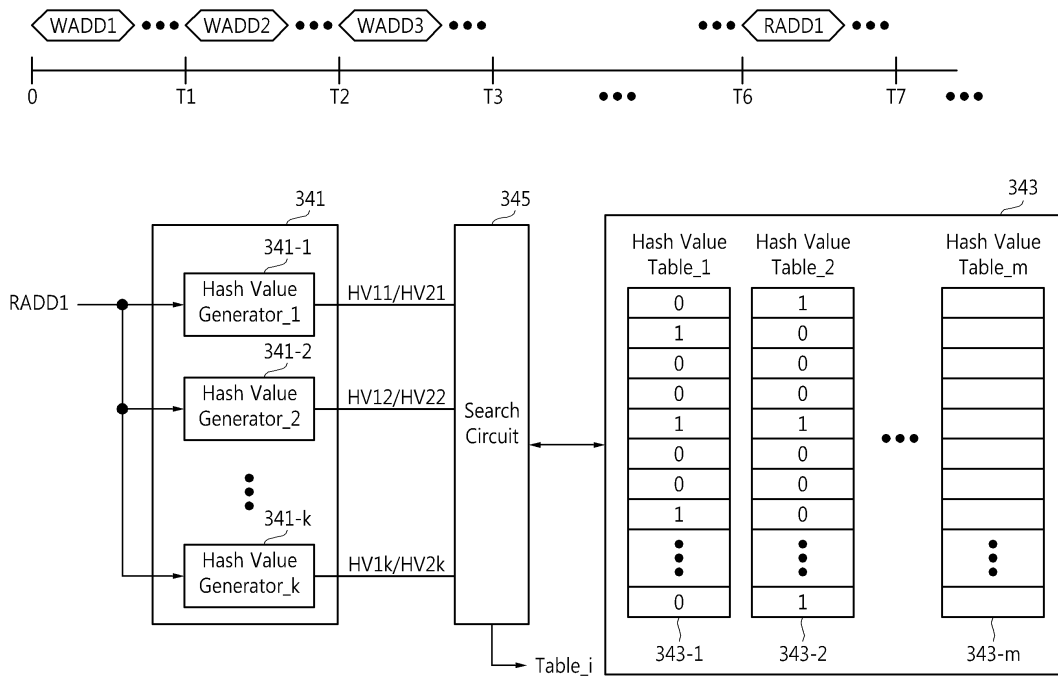 WADD1 ••• WADD2 ••• WADD3 ••• ••• RADD1 •••
0 T1 T2 T3 ••• T6 T7 •••
341 345 343
341-1
Hash Value
Generator_1
RADD1
HV11/HV21
341-2
Hash Value
Generator_2
HV12/HV22
341-k
Hash Value
Generator_k
HV1k/HV2k
Search
Circuit
Table_i
Hash Value Hash Value Hash Value
Table_1 Table_2 Table_m
0 1
1 0
0 0
0 0
1 1
•••
0 0
0 0
1 0
0 1
343-1 343-2 343-m